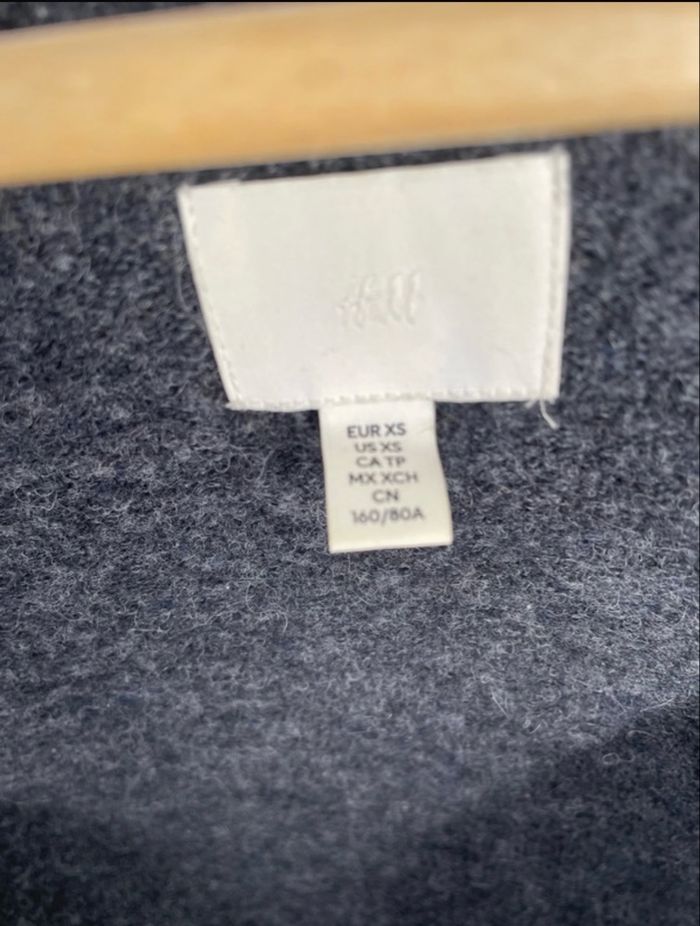 H&M
EUR XS
US XS
CA TP
MX XCH
CN
160/80A